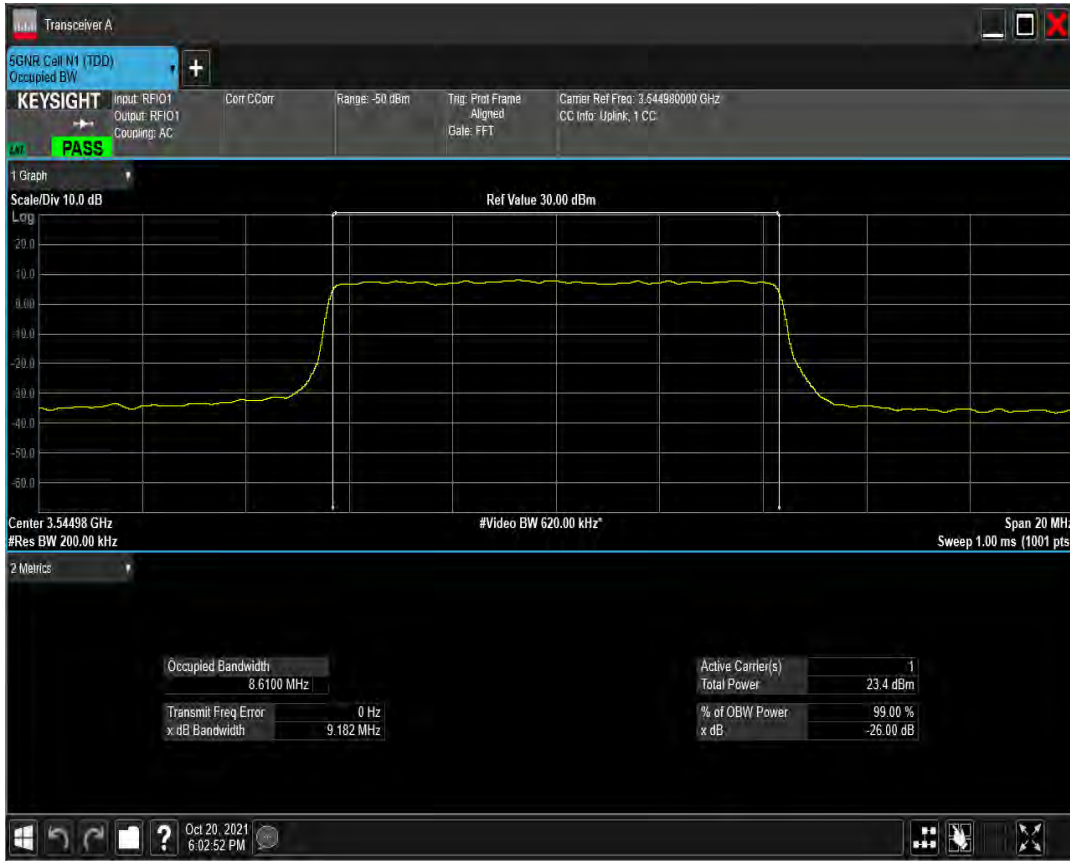 Transceiver A
5GNR Cell N1 (TDD)
Occupied BW
+
KEYSIGHT
PASS
Input: RFIO1
Output: RFIO1
Coupling: AC
Corr CCorr
Range: -50 dBm
Trig: Prot Frame
Aligned
Gate: FFT
Carrier Ref Freq: 3.544980000 GHz
CC Info: Uplink, 1 CC
1 Graph
Scale/Div 10.0 dB
Ref Value 30.00 dBm
Log
20.0
10.0
0.00
-10.0
-20.0
-30.0
-40.0
-50.0
-60.0
Center 3.54498 GHz
#Video BW 620.00 kHz*
Span 20 MHz
#Res BW 200.00 kHz
Sweep 1.00 ms (1001 pts
2 Metrics
Occupied Bandwidth
8.6100 MHz
Transmit Freq Error 0 Hz
x dB Bandwidth 9.182 MHz
Active Carrier(s) 1
Total Power 23.4 dBm
% of OBW Power 99.00 %
x dB -26.00 dB
?
Oct 20, 2021
6:02:52 PM